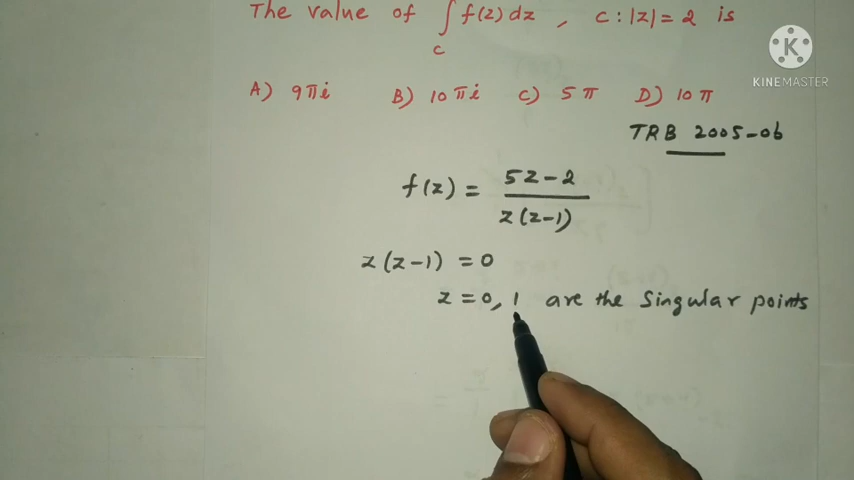 The value of ∫ f(z) dz , c : |z| = 2 is
c
K
KINEMASTER
A) 9πi B) 10πi C) 5π D) 10π
TRB 2005-06
f(z) = 5z-2 / z(z-1)
z(z-1) = 0
z = 0, 1 are the singular points